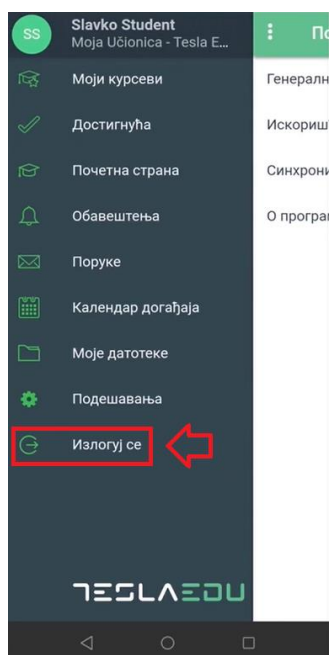 SS
Slavko Student
Moja Učionica - Tesla E...
Моји курсеви
Достигнућа
Почетна страна
Обавештења
Поруке
Календар догађаја
Моје датотеке
Подешавања
Излогуј се
TESLAEDU